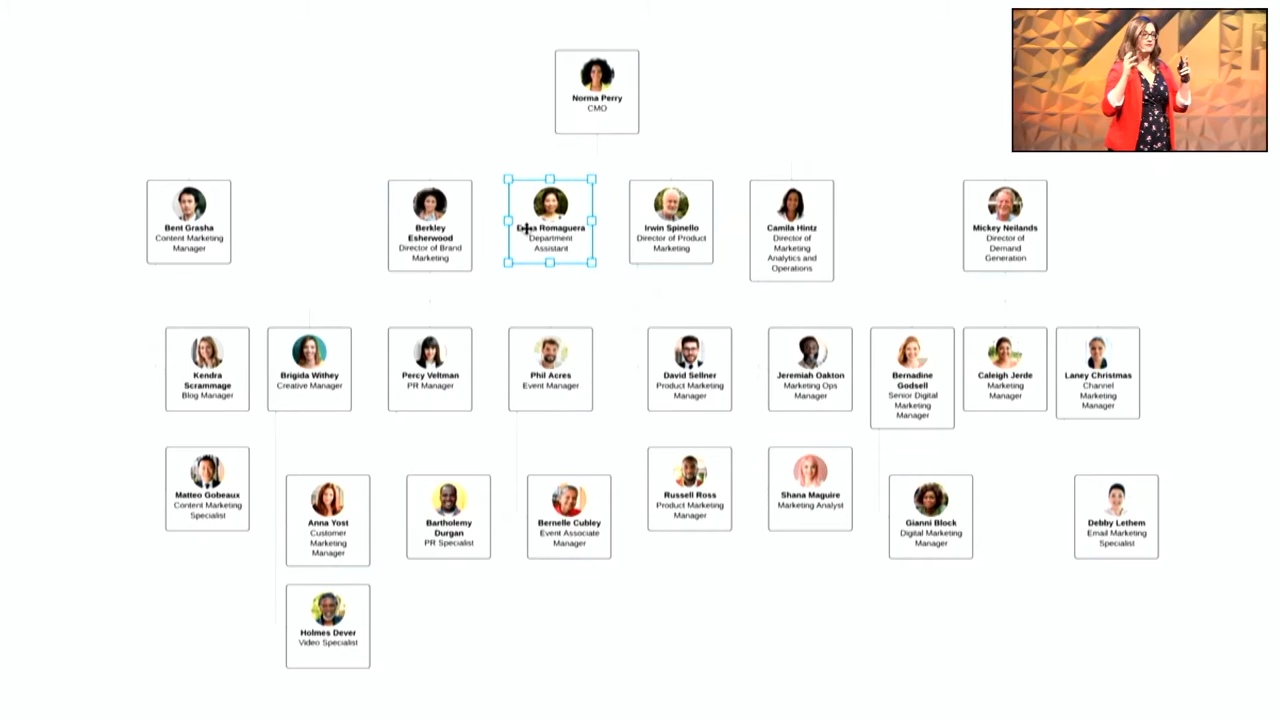 Norma Perry
CMO
Bent Grasha
Content Marketing
Manager
Berkley
Esherwood
Director of Brand
Marketing
Romaguera
Department
Assistant
Irwin Spinello
Director of Product
Marketing
Camila Hintz
Director of
Marketing
Analytics and
Operations
Mickey Neilands
Director of
Demand
Generation
Kendra
Scrammage
Blog Manager
Brigida Withey
Creative Manager
Percy Veltman
PR Manager
Phil Acres
Event Manager
David Sellner
Product Marketing
Manager
Jeremiah Oakton
Marketing Ops
Manager
Bernadine
Godsell
Senior Digital
Marketing
Manager
Caleigh Jerde
Marketing
Manager
Laney Christmas
Channel
Marketing
Manager
Matteo Gobeaux
Content Marketing
Specialist
Anna Yost
Customer
Marketing
Manager
Bartholemy
Durgan
PR Specialist
Bernelle Cubley
Event Associate
Manager
Russell Ross
Product Marketing
Manager
Shana Maguire
Marketing Analyst
Gianni Block
Digital Marketing
Manager
Debby Lethem
Email Marketing
Specialist
Holmes Dever
Video Specialist